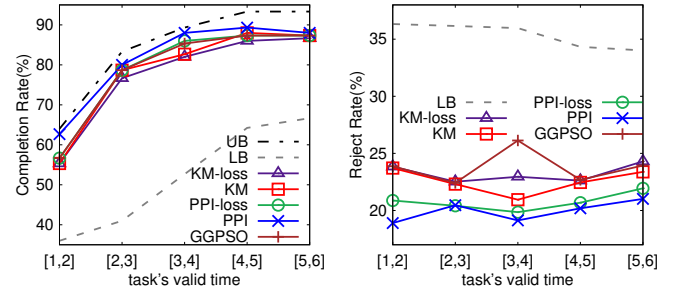 Completion Rate(%)
90
80
70
60
50
40
UB
LB
KM-loss
KM
PPI-loss
PPI
GGPSO
[1,2] [2,3] [3,4] [4,5] [5,6]
task's valid time
Reject Rate(%)
35
30
25
20
LB
KM-loss
KM
PPI-loss
PPI
GGPSO
[1,2] [2,3] [3,4] [4,5] [5,6]
task's valid time